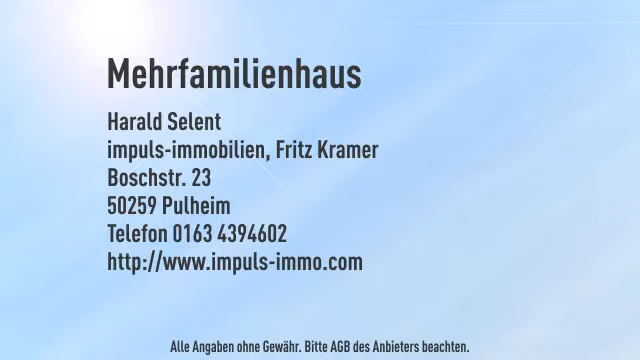 Mehrfamilienhaus
Harald Selent
impuls-immobilien, Fritz Kramer
Boschstr. 23
50259 Pulheim
Telefon 0163 4394602
http://www.impuls-immo.com
Alle Angaben ohne Gewähr. Bitte AGB des Anbieters beachten.